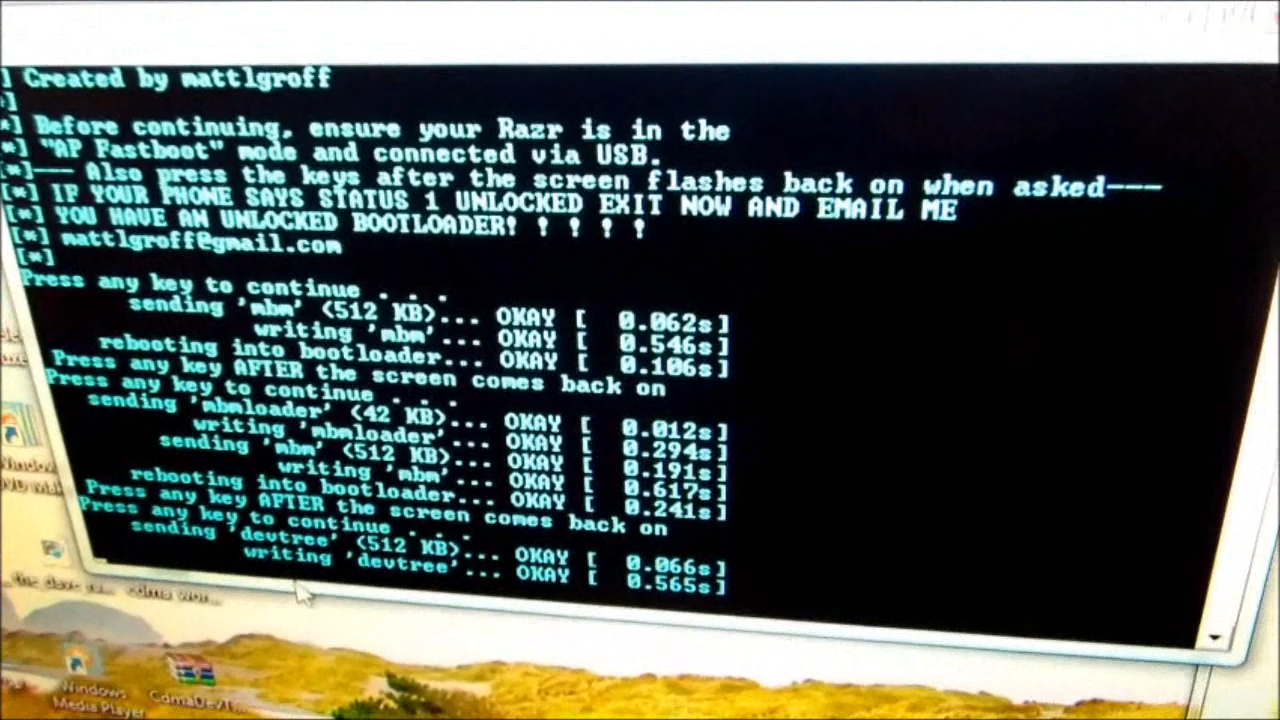 ] Created by mattlgroff
*]
*] Before continuing, ensure your Razr is in the
*] "AP Fastboot" mode and connected via USB.
[*]--- Also press the keys after the screen flashes back on when asked---
[*] IF YOUR PHONE SAYS STATUS 1 UNLOCKED EXIT NOW AND EMAIL ME
[*] YOU HAVE AN UNLOCKED BOOTLOADER! ! ! ! !
[*] mattlgroff@gmail.com
[*]
Press any key to continue . . .
sending 'mbm' (512 KB)... OKAY [ 0.062s]
writing 'mbm'... OKAY [ 0.546s]
rebooting into bootloader... OKAY [ 0.106s]
Press any key AFTER the screen comes back on
Press any key to continue . . .
sending 'mbmloader' (42 KB)... OKAY [ 0.012s]
writing 'mbmloader'... OKAY [ 0.294s]
sending 'mbm' (512 KB)... OKAY [ 0.191s]
writing 'mbm'... OKAY [ 0.617s]
rebooting into bootloader... OKAY [ 0.241s]
Press any key AFTER the screen comes back on
Press any key to continue . . .
sending 'devtree' (512 KB)... OKAY [ 0.066s]
writing 'devtree'... OKAY [ 0.565s]
...the dave r... cdma wor...
Windows
Media Player
CdmaDevT...